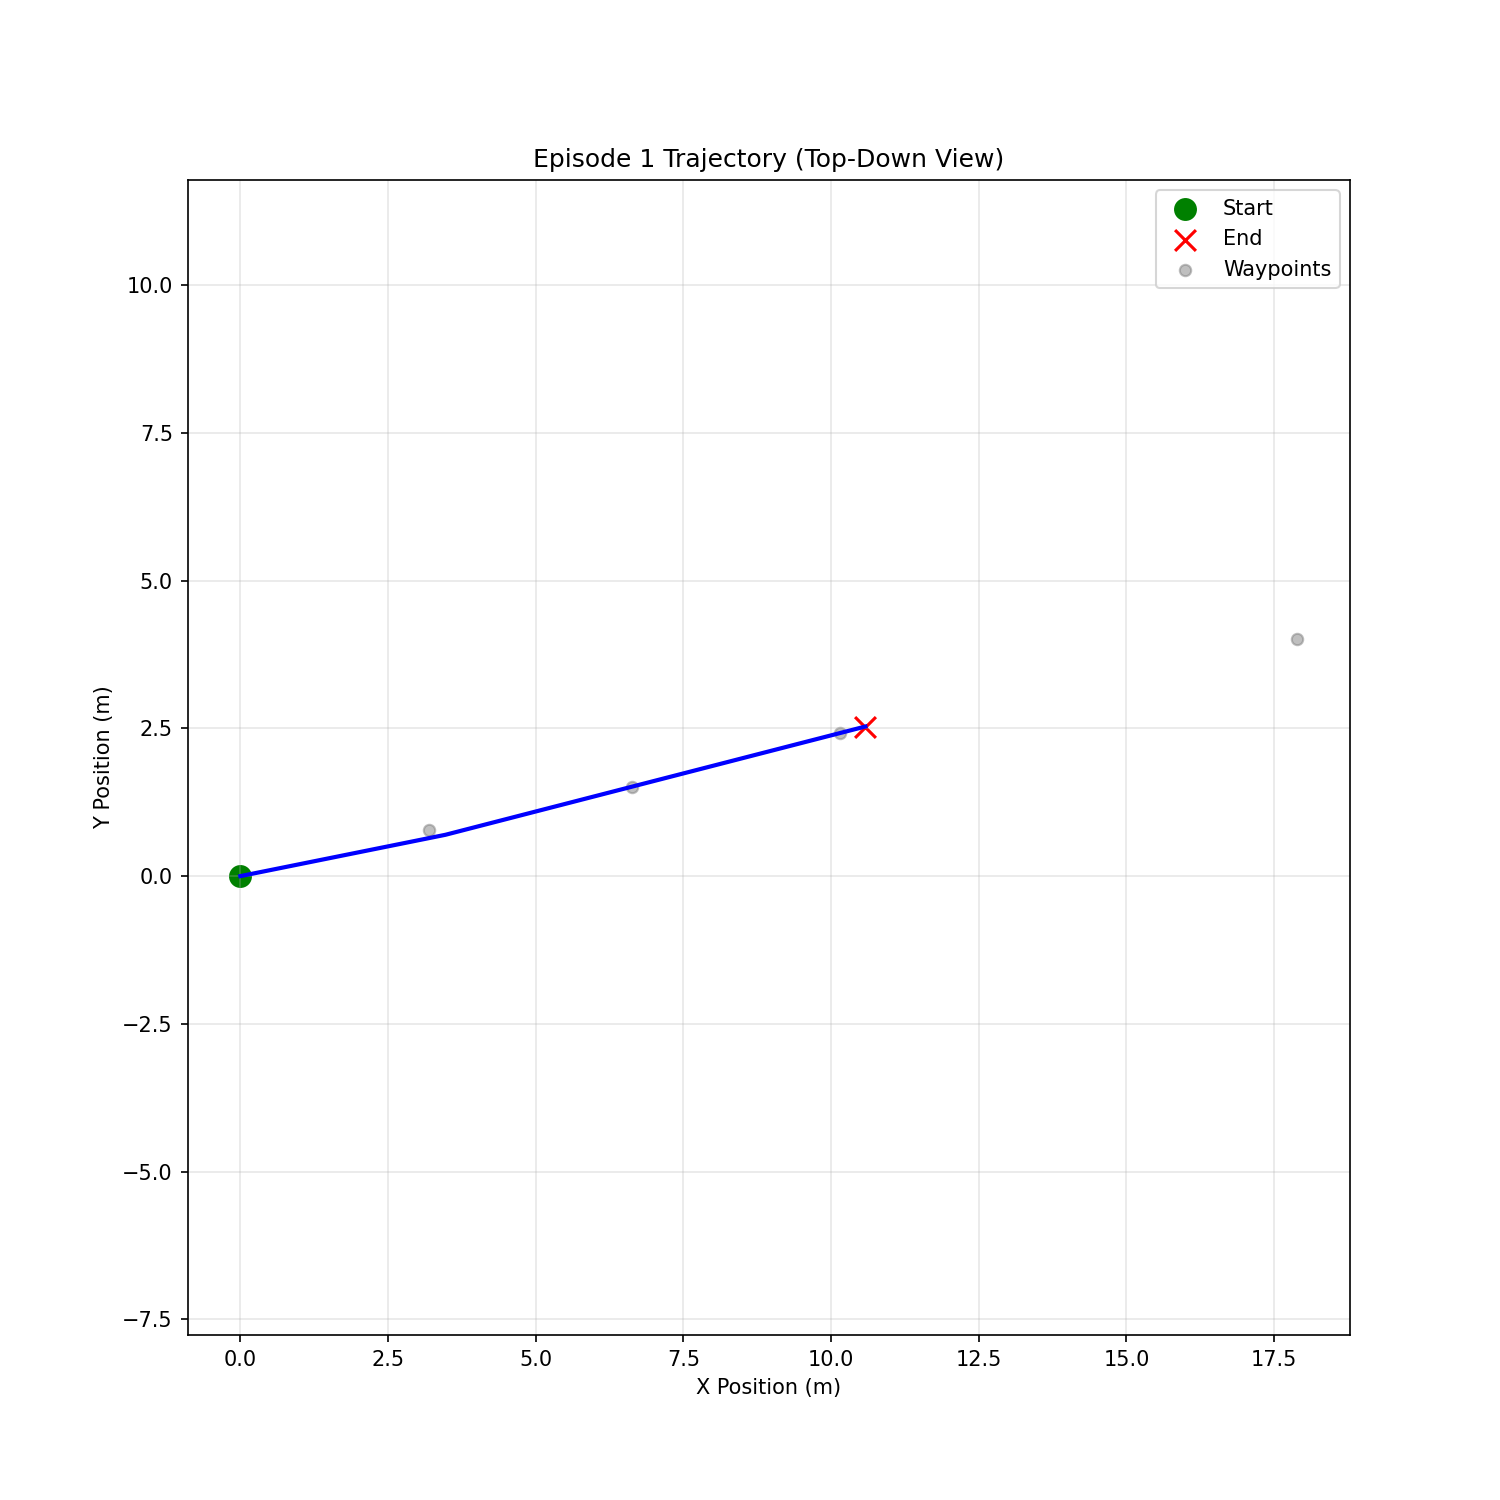 Episode 1 Trajectory (Top-Down View)
Start
End
Waypoints
10.0
7.5
5.0
2.5
0.0
−2.5
−5.0
−7.5
Y Position (m)
0.0 2.5 5.0 7.5 10.0 12.5 15.0 17.5
X Position (m)